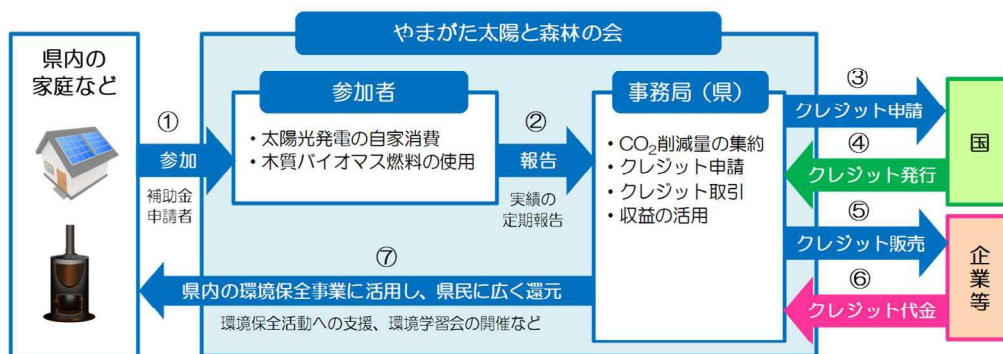 やまがた太陽と森林の会
県内の
家庭など
①
参加
補助金
申請者
参加者
・太陽光発電の自家消費
・木質バイオマス燃料の使用
②
報告
実績の
定期報告
事務局（県）
・CO₂削減量の集約
・クレジット申請
・クレジット取引
・収益の活用
③
クレジット申請
④
クレジット発行
国
⑤
クレジット販売
⑥
クレジット代金
企業等
⑦
県内の環境保全事業に活用し、県民に広く還元
環境保全活動への支援、環境学習会の開催など